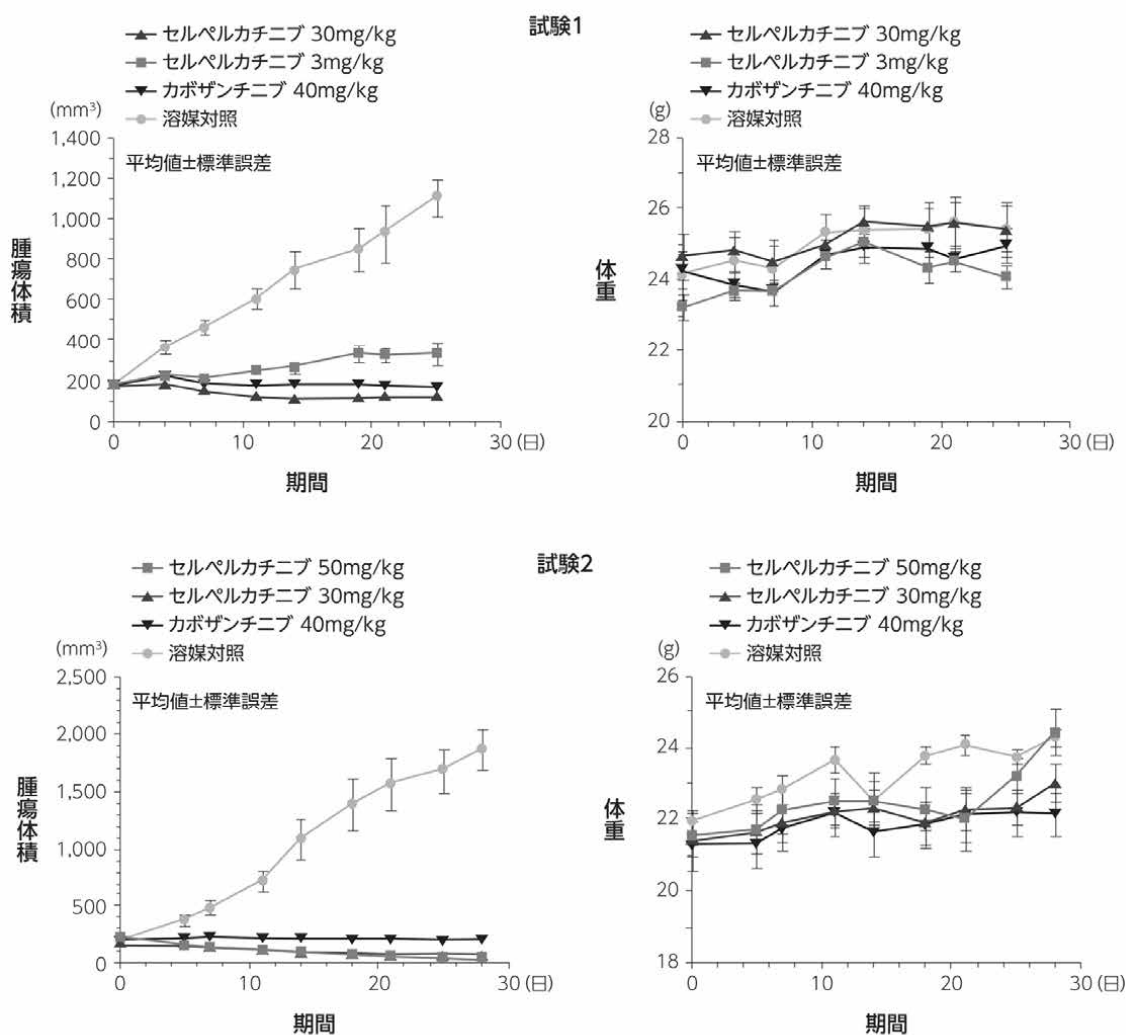 試験1
セルペルカチニブ 30mg/kg
セルペルカチニブ 3mg/kg
カボザンチニブ 40mg/kg
溶媒対照
(mm³)
平均値±標準誤差
腫瘍体積
1,400
1,200
1,000
800
600
400
200
0
0 10 20 30 (日)
期間
セルペルカチニブ 30mg/kg
セルペルカチニブ 3mg/kg
カボザンチニブ 40mg/kg
溶媒対照
(g)
平均値±標準誤差
体重
28
26
24
22
20
0 10 20 30 (日)
期間
試験2
セルペルカチニブ 50mg/kg
セルペルカチニブ 30mg/kg
カボザンチニブ 40mg/kg
溶媒対照
(mm³)
平均値±標準誤差
腫瘍体積
2,500
2,000
1,500
1,000
500
0
0 10 20 30 (日)
期間
セルペルカチニブ 50mg/kg
セルペルカチニブ 30mg/kg
カボザンチニブ 40mg/kg
溶媒対照
(g)
平均値±標準誤差
体重
26
24
22
20
18
0 10 20 30 (日)
期間